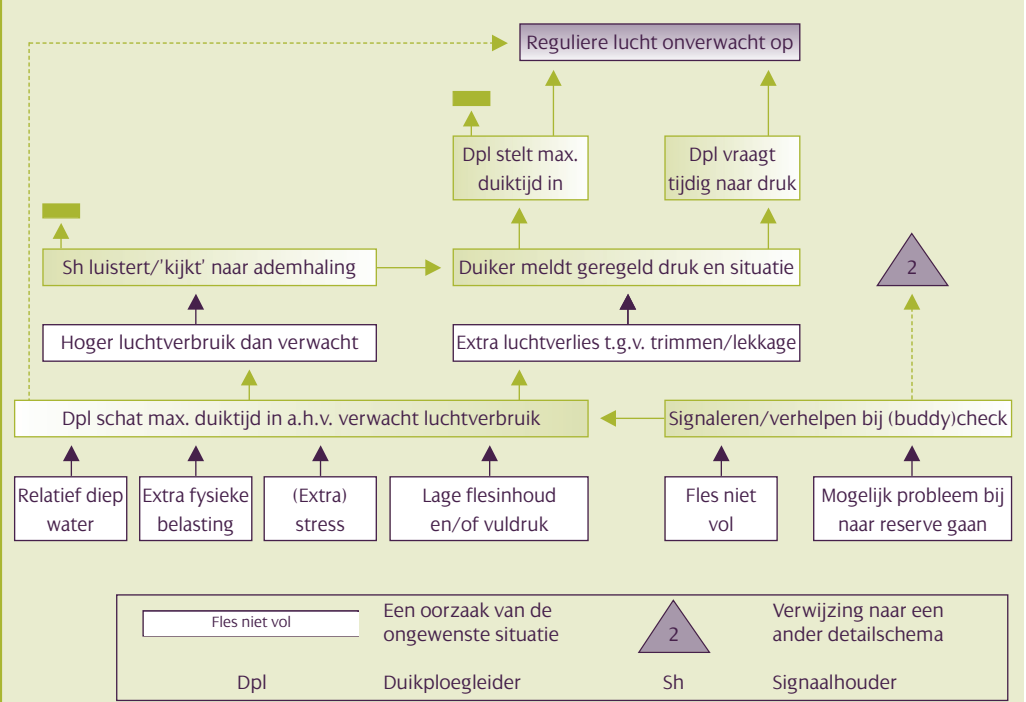 Reguliere lucht onverwacht op
Dpl stelt max.
duiktijd in
Dpl vraagt
tijdig naar druk
Sh luistert/'kijkt' naar ademhaling
Duiker meldt geregeld druk en situatie
2
Hoger luchtverbruik dan verwacht
Extra luchtverlies t.g.v. trimmen/lekkage
Dpl schat max. duiktijd in a.h.v. verwacht luchtverbruik
Signaleren/verhelpen bij (buddy)check
Relatief diep
water
Extra fysieke
belasting
(Extra)
stress
Lage flesinhoud
en/of vuldruk
Fles niet
vol
Mogelijk probleem bij
naar reserve gaan
Fles niet vol
Een oorzaak van de
ongewenste situatie
2
Verwijzing naar een
ander detailschema
Dpl
Duikploegleider
Sh
Signaalhouder